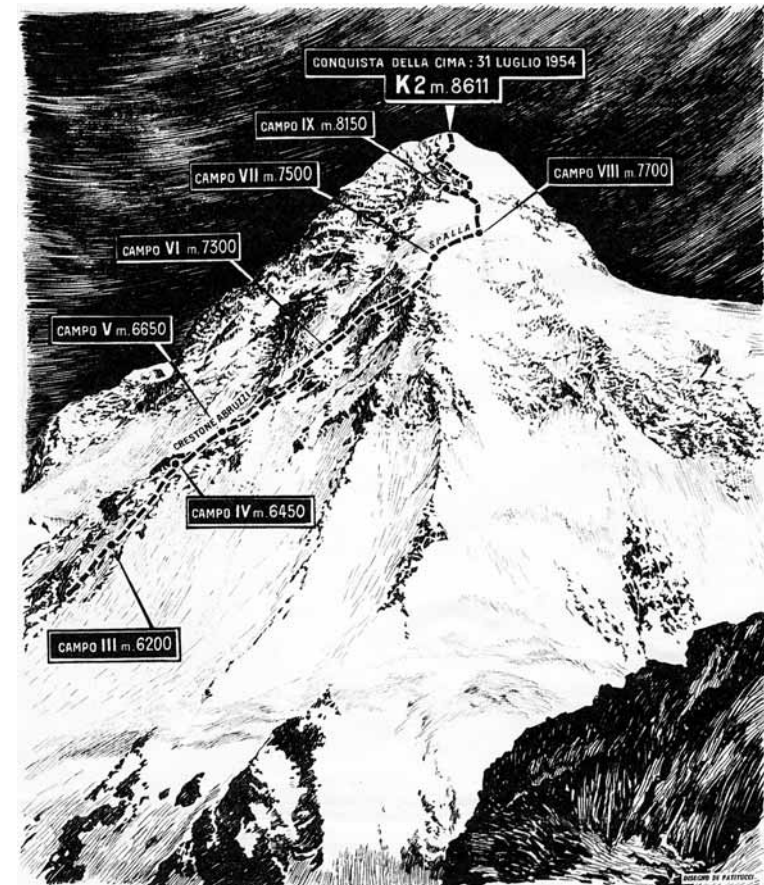 CONQUISTA DELLA CIMA: 31 LUGLIO 1954
K2 m. 8611
CAMPO IX m. 8150
CAMPO VII m. 7500
CAMPO VIII m. 7700
SPALLA
CAMPO VI m. 7300
CAMPO V m. 6650
CRESTONE ABRUZZI
CAMPO IV m. 6450
CAMPO III m. 6200
DISEGNO DI PATITUCCI